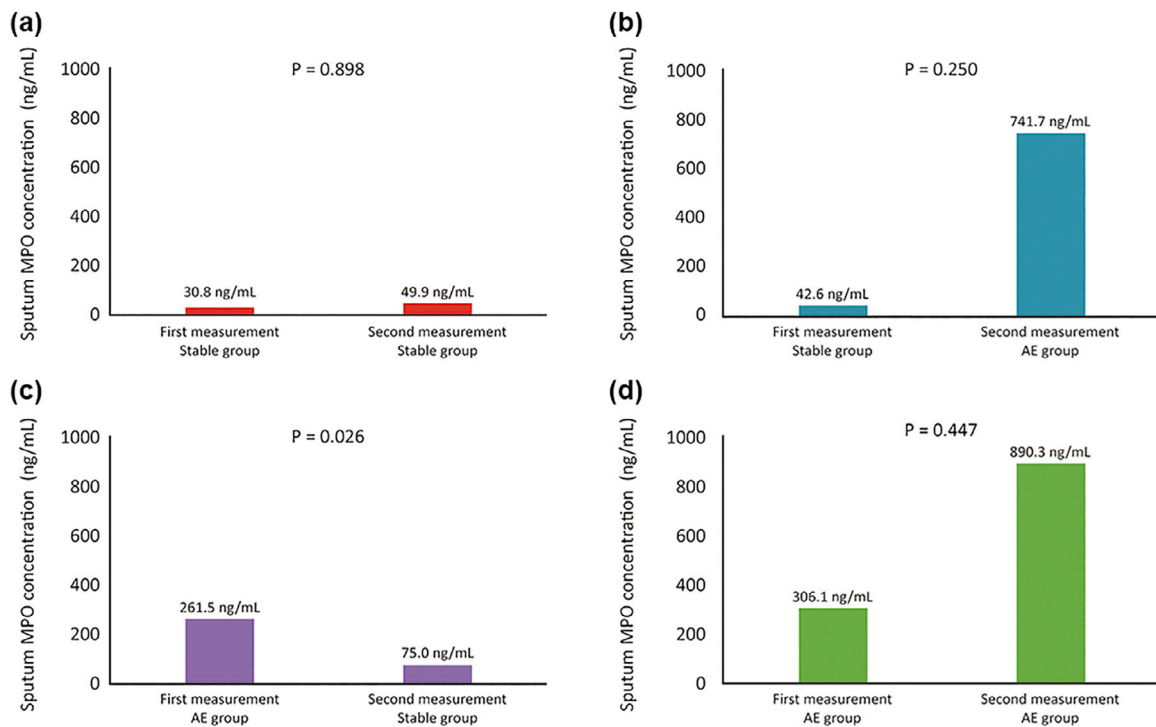 (a)
Sputum MPO concentration (ng/mL)
P = 0.898
1000
800
600
400
200
0
30.8 ng/mL
49.9 ng/mL
First measurement
Stable group
Second measurement
Stable group
(b)
Sputum MPO concentration (ng/mL)
P = 0.250
1000
800
600
400
200
0
42.6 ng/mL
741.7 ng/mL
First measurement
Stable group
Second measurement
AE group
(c)
Sputum MPO concentration (ng/mL)
P = 0.026
1000
800
600
400
200
0
261.5 ng/mL
75.0 ng/mL
First measurement
AE group
Second measurement
Stable group
(d)
Sputum MPO concentration (ng/mL)
P = 0.447
1000
800
600
400
200
0
306.1 ng/mL
890.3 ng/mL
First measurement
AE group
Second measurement
AE group